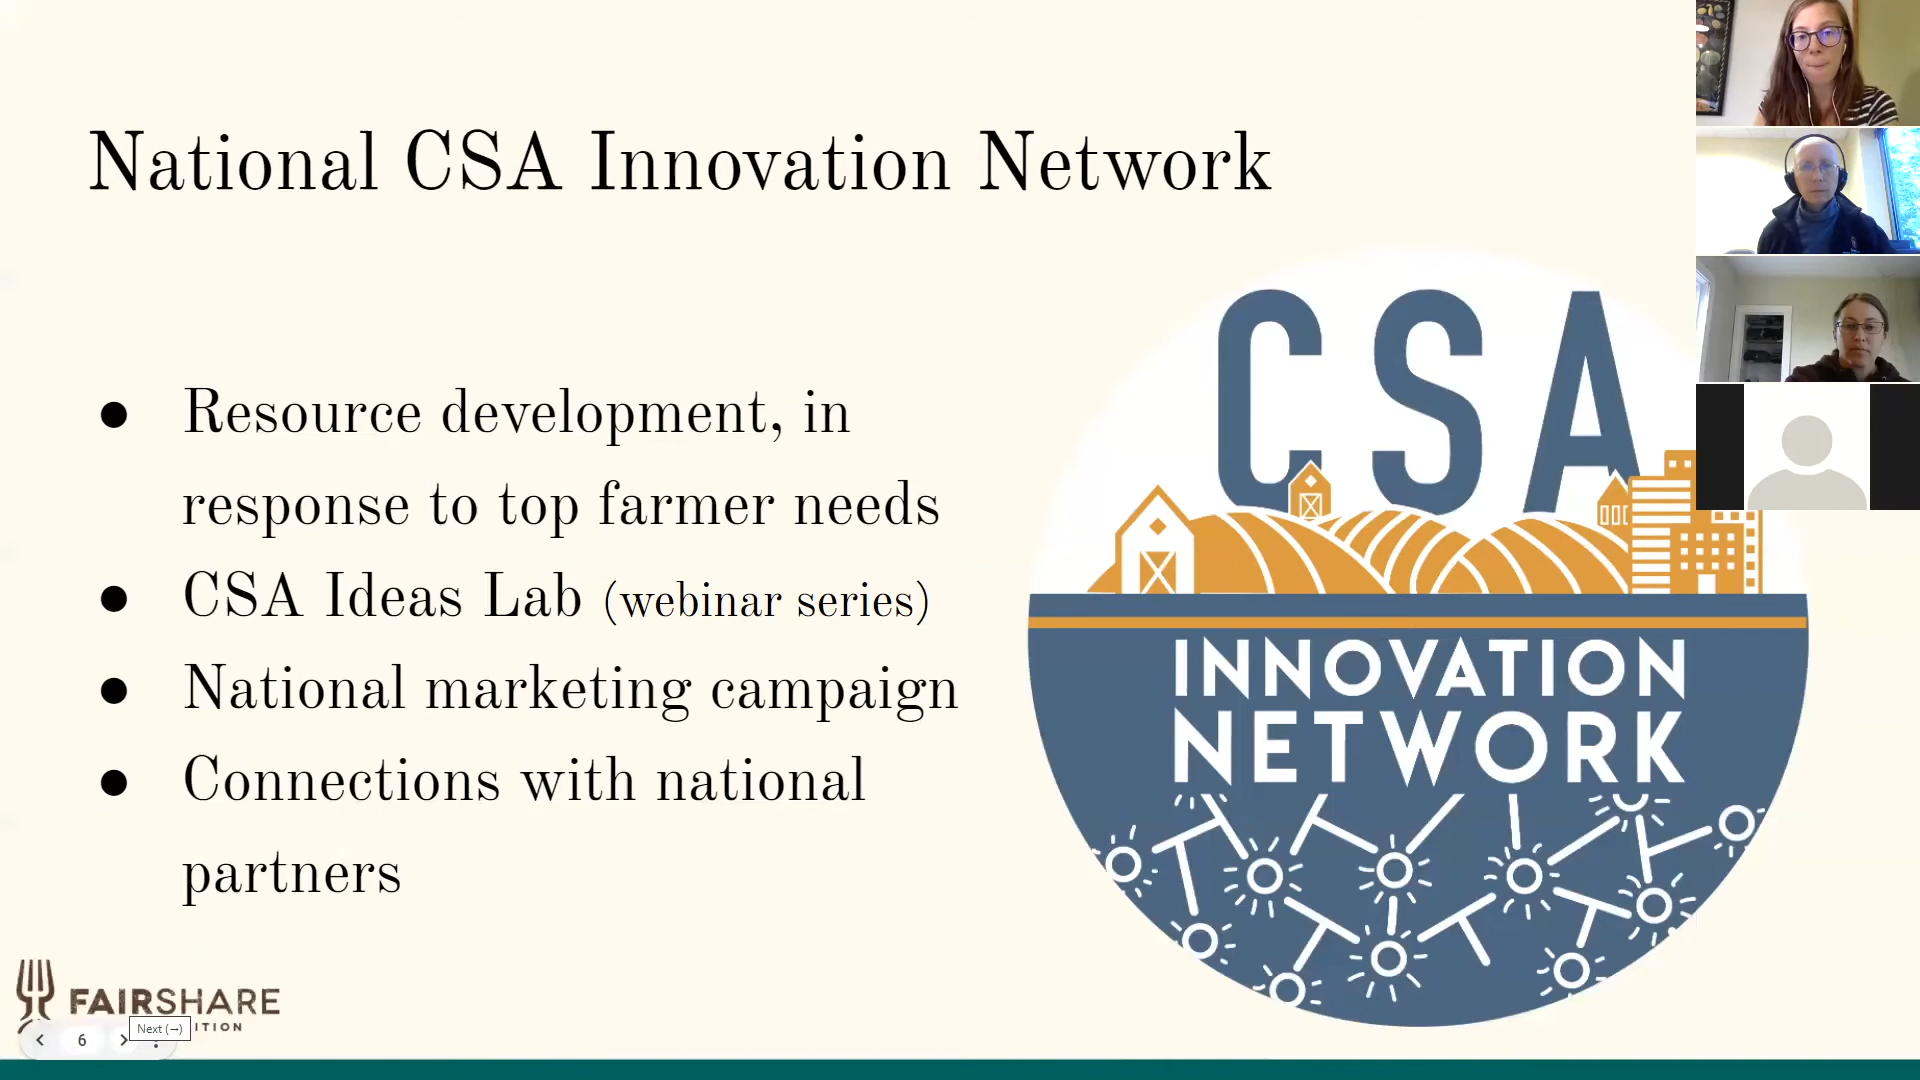 National CSA Innovation Network
● Resource development, in
response to top farmer needs
● CSA Ideas Lab (webinar series)
● National marketing campaign
● Connections with national
partners
CSA
INNOVATION
NETWORK
FAIRSHARE
ITION
6
Next (→)